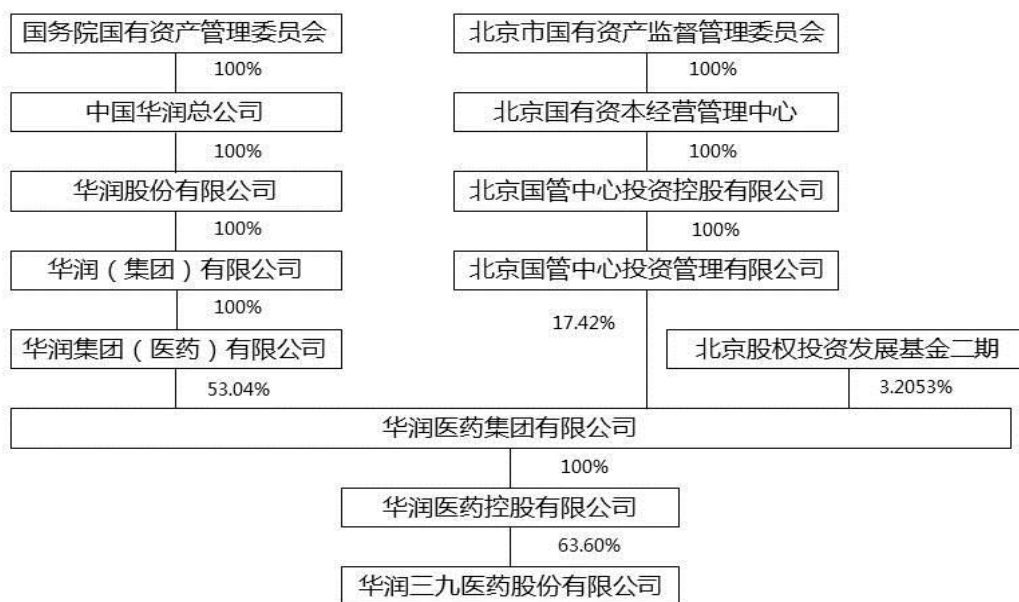 国务院国有资产管理委员会
北京市国有资产监督管理委员会
100%
100%
中国华润总公司
北京国有资本经营管理中心
100%
100%
华润股份有限公司
北京国管中心投资控股有限公司
100%
100%
华润（集团）有限公司
北京国管中心投资管理有限公司
100%
17.42%
华润集团（医药）有限公司
北京股权投资发展基金二期
53.04%
3.2053%
华润医药集团有限公司
100%
华润医药控股有限公司
63.60%
华润三九医药股份有限公司